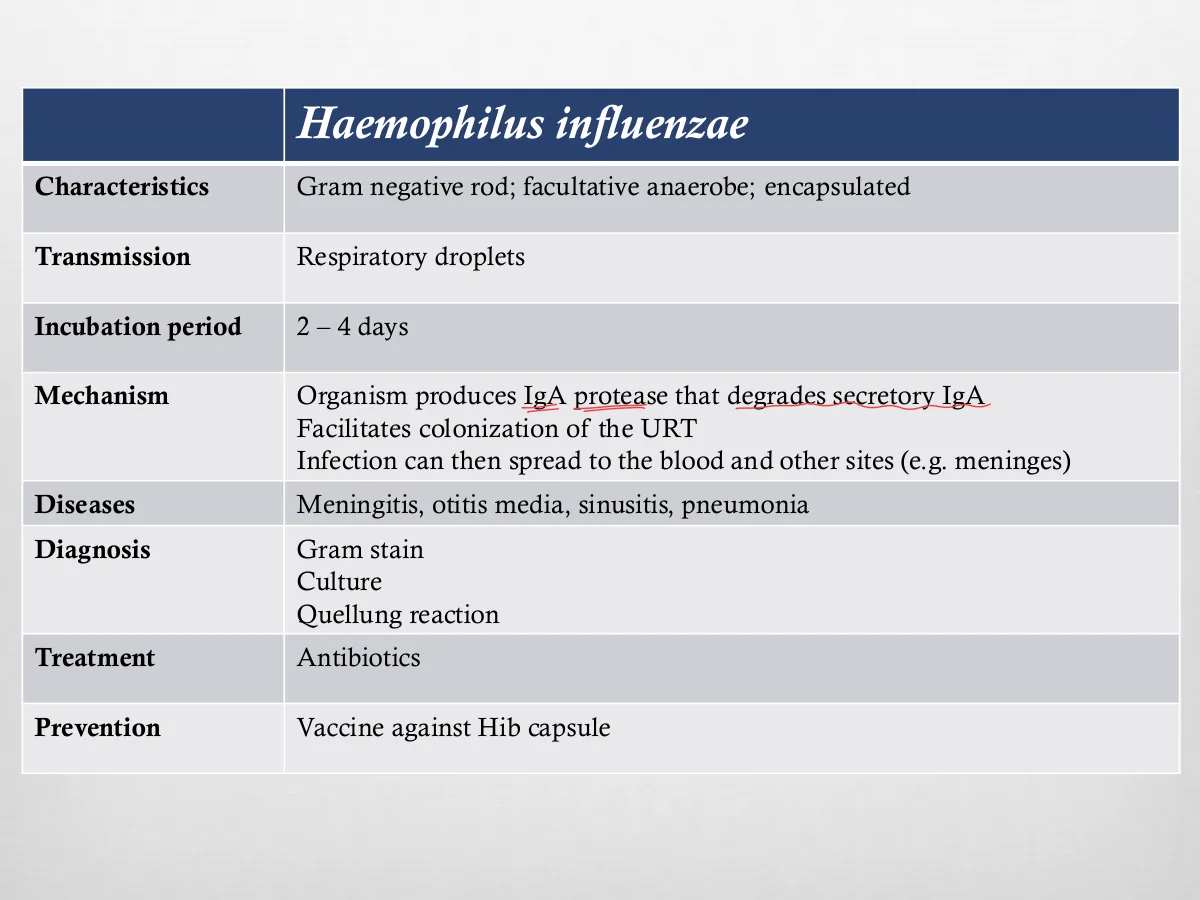 Haemophilus influenzae
Characteristics Gram negative rod; facultative anaerobe; encapsulated
Transmission Respiratory droplets
Incubation period 2 – 4 days
Mechanism Organism produces IgA protease that degrades secretory IgA
Facilitates colonization of the URT
Infection can then spread to the blood and other sites (e.g. meninges)
Diseases Meningitis, otitis media, sinusitis, pneumonia
Diagnosis Gram stain
Culture
Quellung reaction
Treatment Antibiotics
Prevention Vaccine against Hib capsule